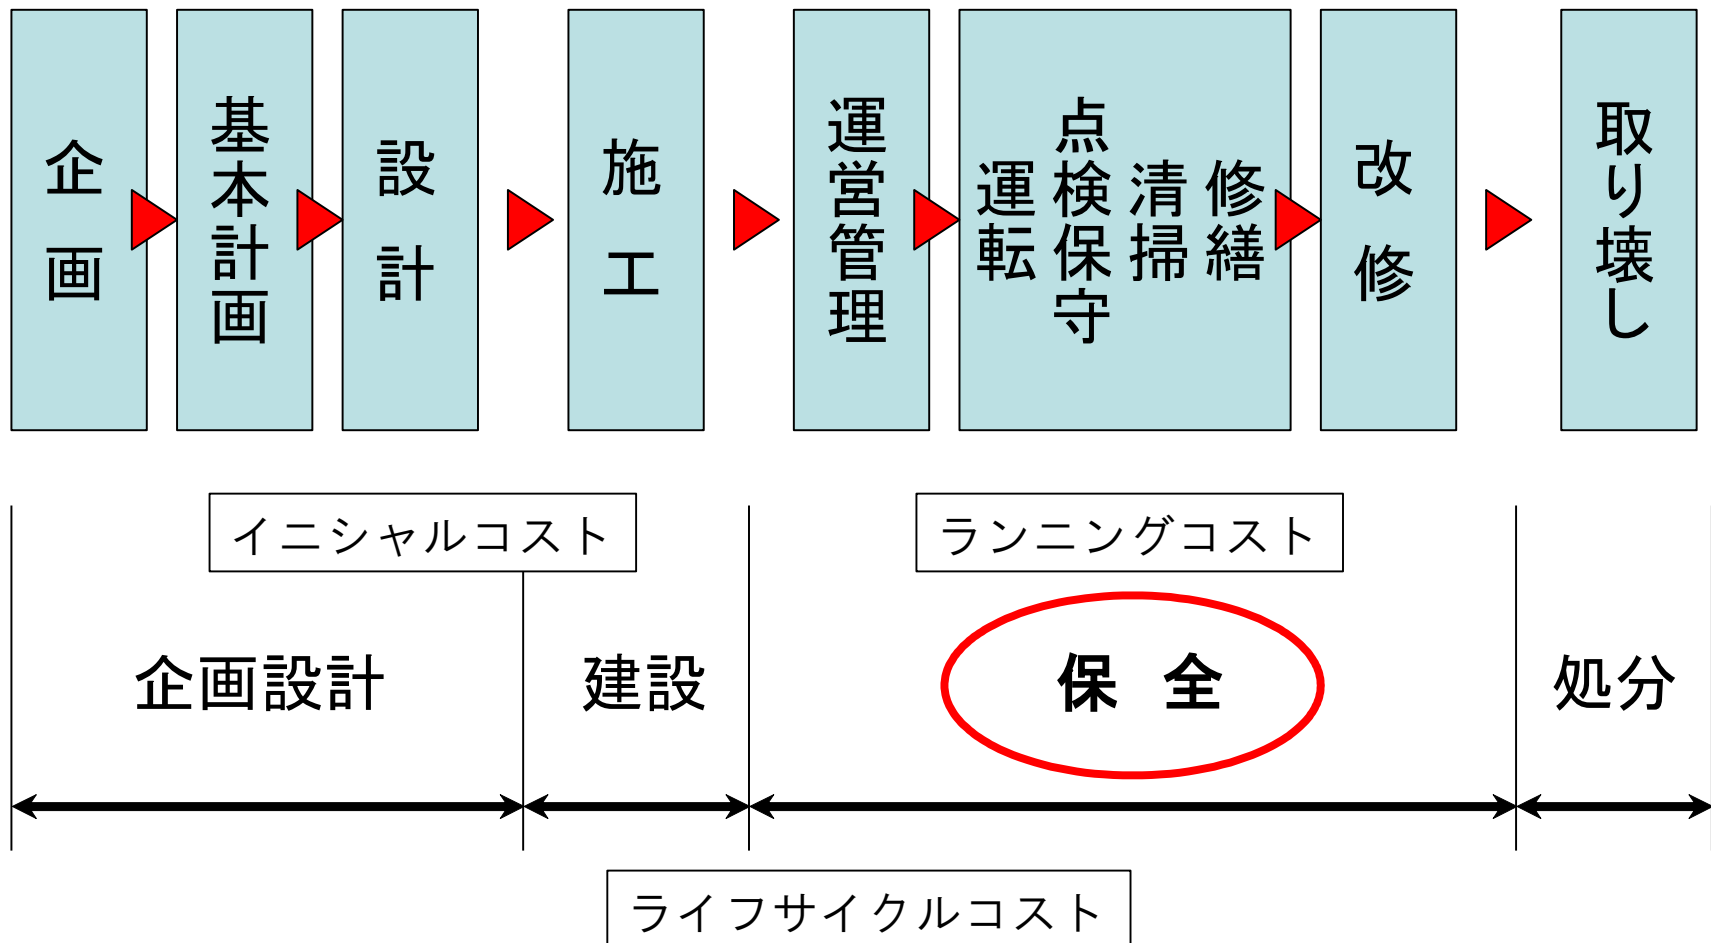 企画
基本計画
設計
施工
運営管理
運転
点検保守
清掃
修繕
改修
取り壊し
イニシャルコスト
ランニングコスト
企画設計
建設
保全
処分
ライフサイクルコスト